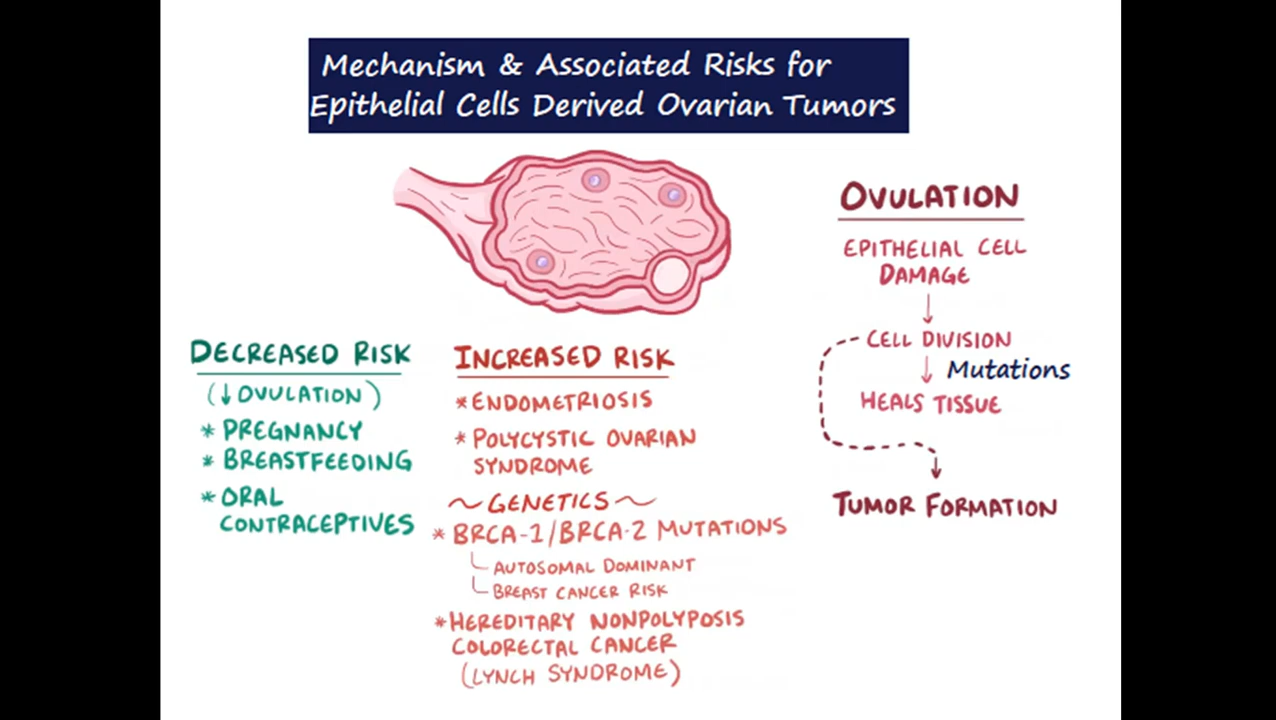 Mechanism & Associated Risks for
Epithelial Cells Derived Ovarian Tumors
DECREASED RISK
(↓ OVULATION)
* PREGNANCY
* BREASTFEEDING
* ORAL
CONTRACEPTIVES
INCREASED RISK
* ENDOMETRIOSIS
* POLYCYSTIC OVARIAN
SYNDROME
~ GENETICS ~
* BRCA-1/BRCA-2 MUTATIONS
AUTOSOMAL DOMINANT
BREAST CANCER RISK
* HEREDITARY NONPOLYPOSIS
COLORECTAL CANCER
(LYNCH SYNDROME)
OVULATION
EPITHELIAL CELL
DAMAGE
CELL DIVISION
Mutations
HEALS TISSUE
TUMOR FORMATION